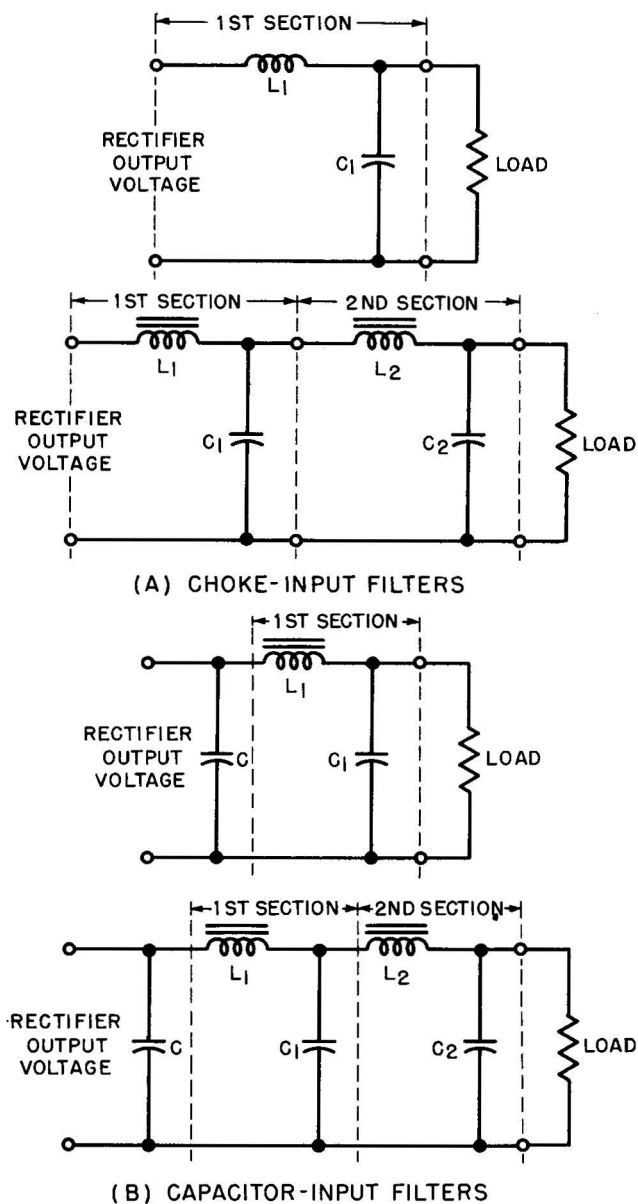 1ST SECTION
L1
RECTIFIER
OUTPUT
VOLTAGE
C1
LOAD
1ST SECTION
2ND SECTION
L1
L2
RECTIFIER
OUTPUT
VOLTAGE
C1
C2
LOAD
(A) CHOKE-INPUT FILTERS
1ST SECTION
L1
RECTIFIER
OUTPUT
VOLTAGE
C
C1
LOAD
1ST SECTION
2ND SECTION
L1
L2
RECTIFIER
OUTPUT
VOLTAGE
C
C1
C2
LOAD
(B) CAPACITOR-INPUT FILTERS